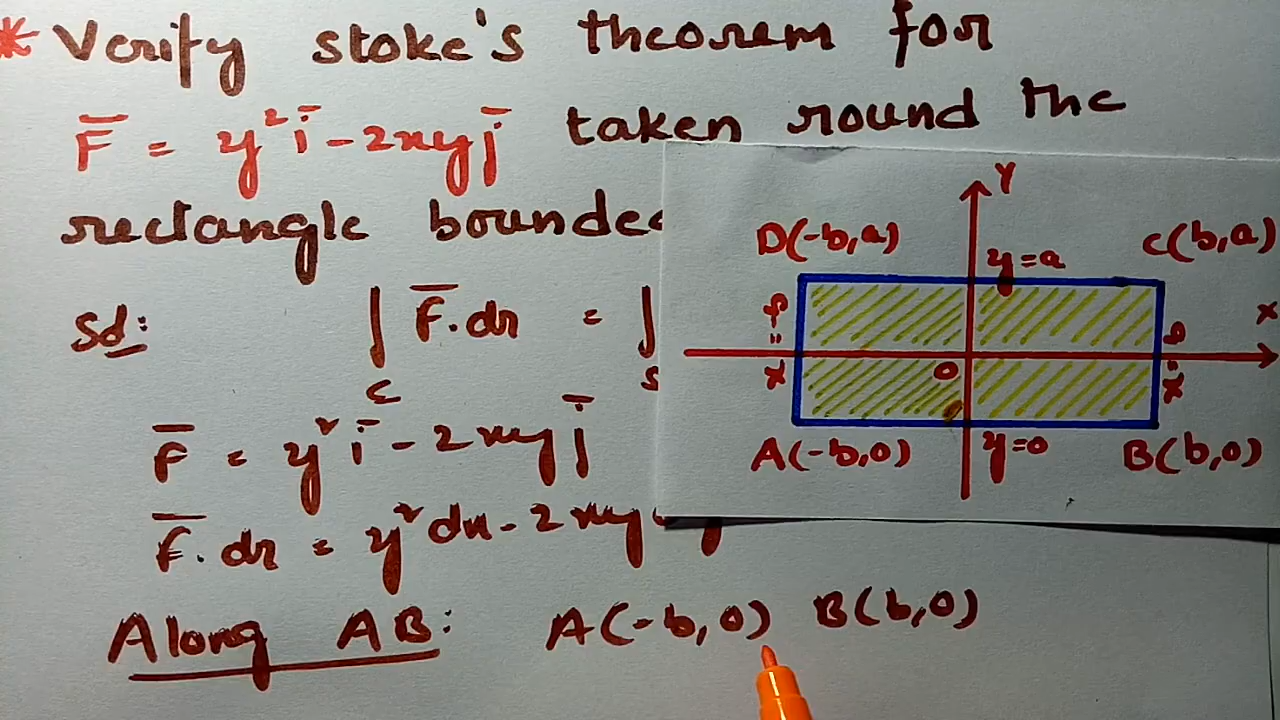 * Verify stoke's theorem for
F̅ = y²i̅ - 2xyj̅ taken round the
rectangle bounded
Sol: ∫ F̅.dr = ∫
c s
F̅ = y²i̅ - 2xyj̅
F̅.dr = y²dx - 2xy
Along AB: A(-b,0) B(b,0)
Y
D(-b,a) y=a C(b,a)
x=-b x=b X
O
A(-b,0) y=0 B(b,0)